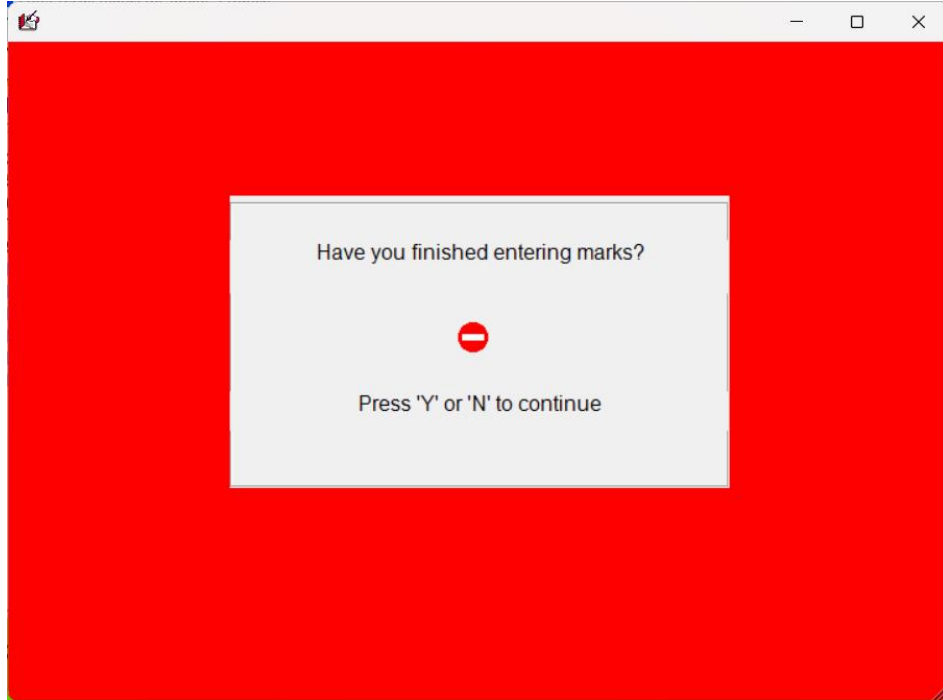 Have you finished entering marks?
Press 'Y' or 'N' to continue